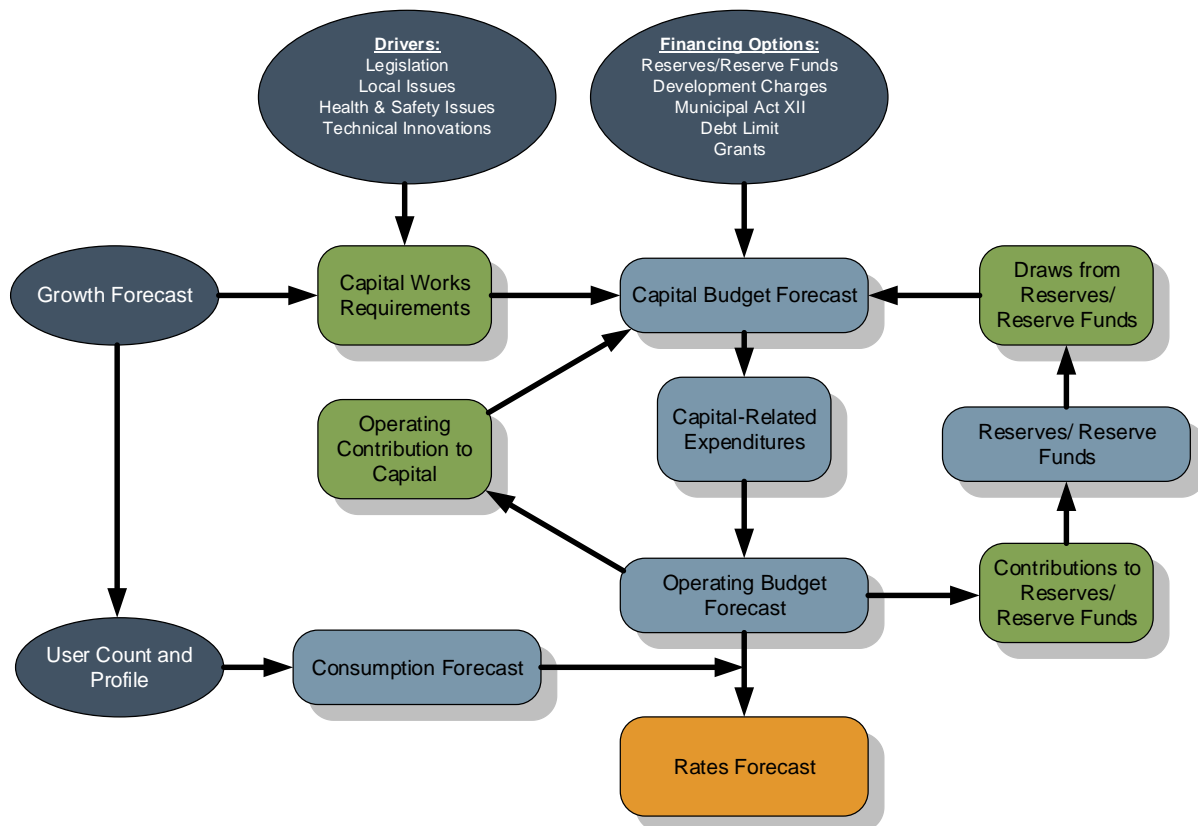 Drivers:
Legislation
Local Issues
Health & Safety Issues
Technical Innovations
Financing Options:
Reserves/Reserve Funds
Development Charges
Municipal Act XII
Debt Limit
Grants
Growth Forecast
Capital Works
Requirements
Capital Budget Forecast
Draws from
Reserves/
Reserve Funds
Operating
Contribution to
Capital
Capital-Related
Expenditures
Reserves/ Reserve
Funds
Operating Budget
Forecast
Contributions to
Reserves/
Reserve Funds
User Count and
Profile
Consumption Forecast
Rates Forecast